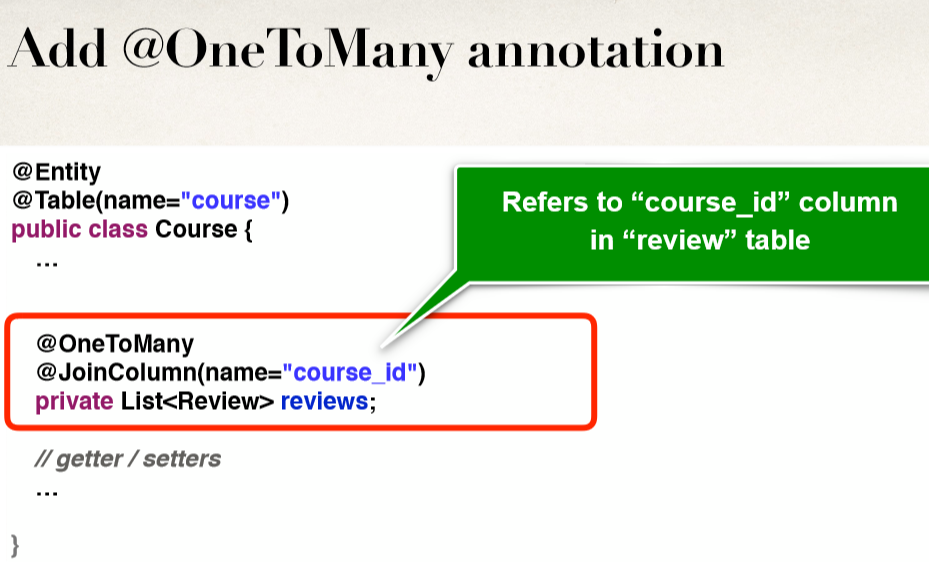 Add @OneToMany annotation
@Entity
@Table(name="course")
public class Course {
...
Refers to “course_id” column
in “review” table
@OneToMany
@JoinColumn(name="course_id")
private List<Review> reviews;
// getter / setters
...
}